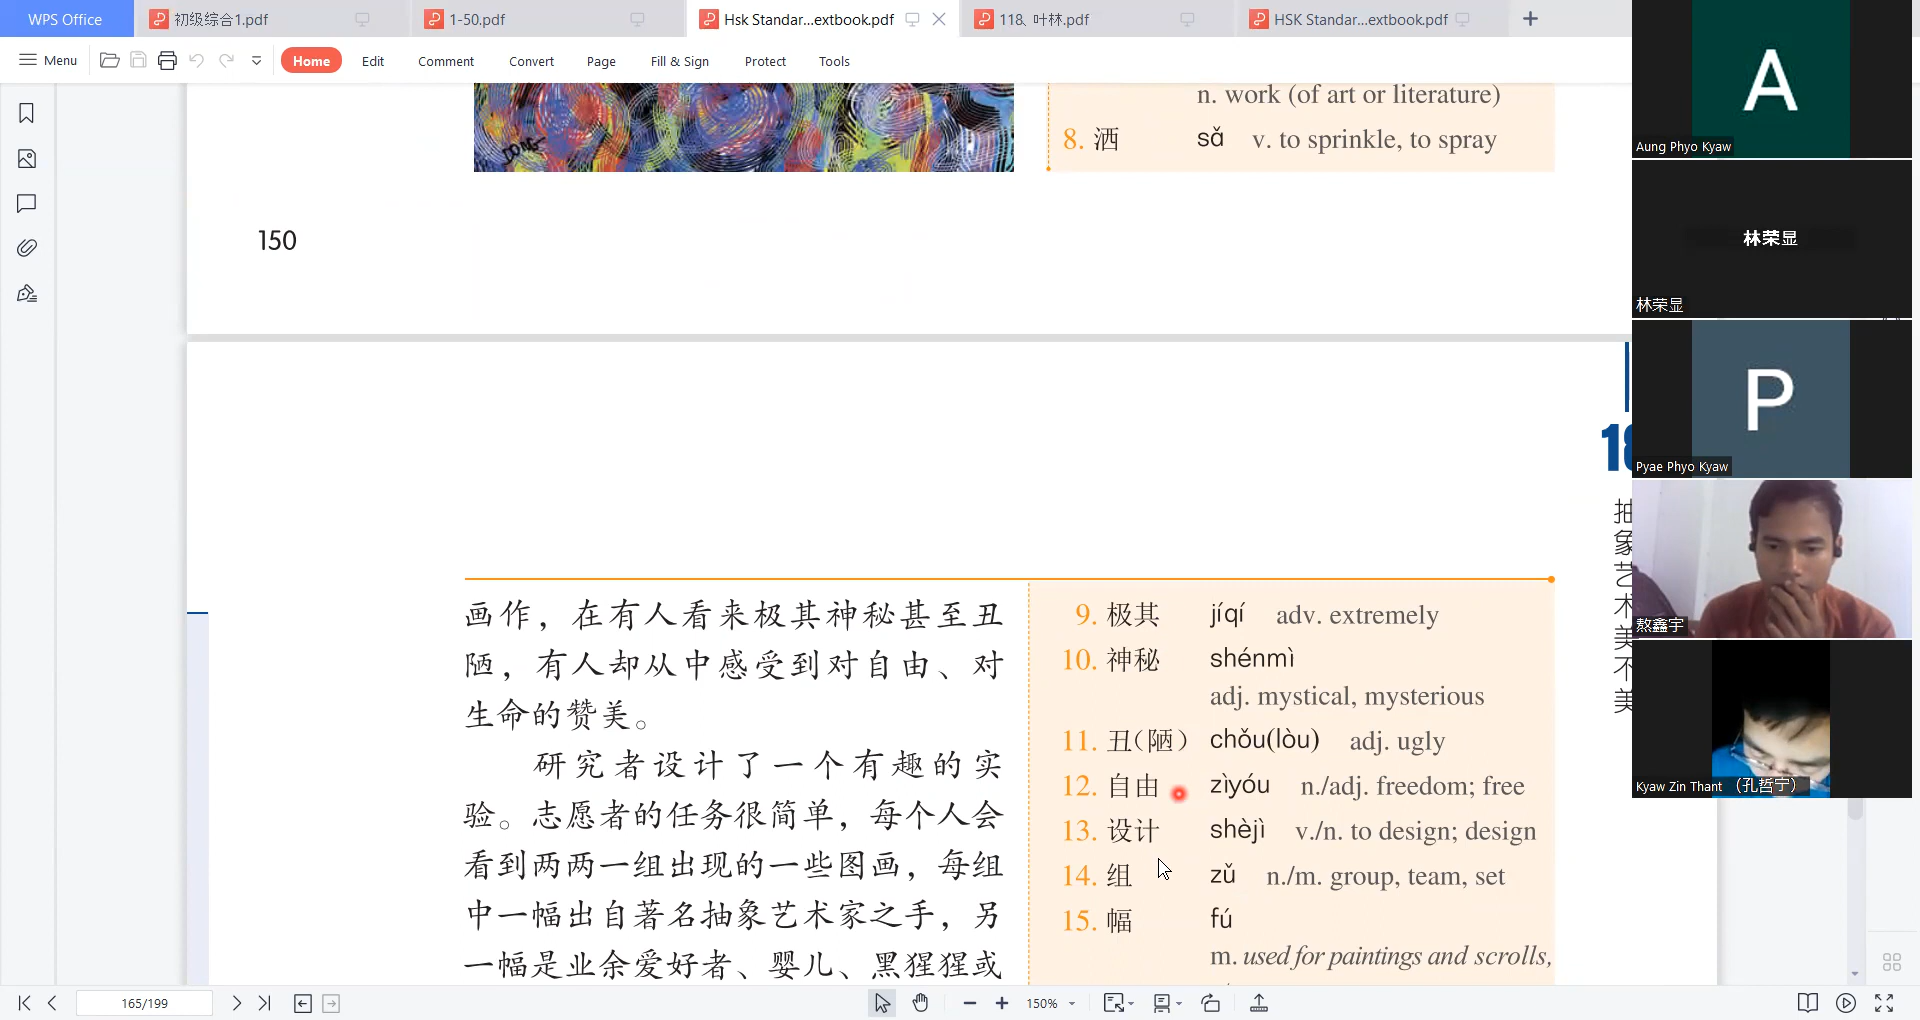 WPS Office
初级综合1.pdf
1-50.pdf
Hsk Standar...extbook.pdf
118、叶林.pdf
HSK Standar...extbook.pdf
Menu
Home
Edit
Comment
Convert
Page
Fill & Sign
Protect
Tools
n. work (of art or literature)
8. 洒 sǎ v. to sprinkle, to spray
DONG
150
18
抽象艺术美不美
画作，在有人看来极其神秘甚至丑
陋，有人却从中感受到对自由、对
生命的赞美。
研究者设计了一个有趣的实
验。志愿者的任务很简单，每个人会
看到两两一组出现的一些图画，每组
中一幅出自著名抽象艺术家之手，另
一幅是业余爱好者、婴儿、黑猩猩或
9. 极其 jíqí adv. extremely
10. 神秘 shénmì
adj. mystical, mysterious
11. 丑（陋） chǒu(lòu) adj. ugly
12. 自由 zìyóu n./adj. freedom; free
13. 设计 shèjì v./n. to design; design
14. 组 zǔ n./m. group, team, set
15. 幅 fú
m. used for paintings and scrolls,
A
Aung Phyo Kyaw
林荣显
林荣显
P
Pyae Phyo Kyaw
熬鑫宇
Kyaw Zin Thant （孔哲宁）
165/199
150%